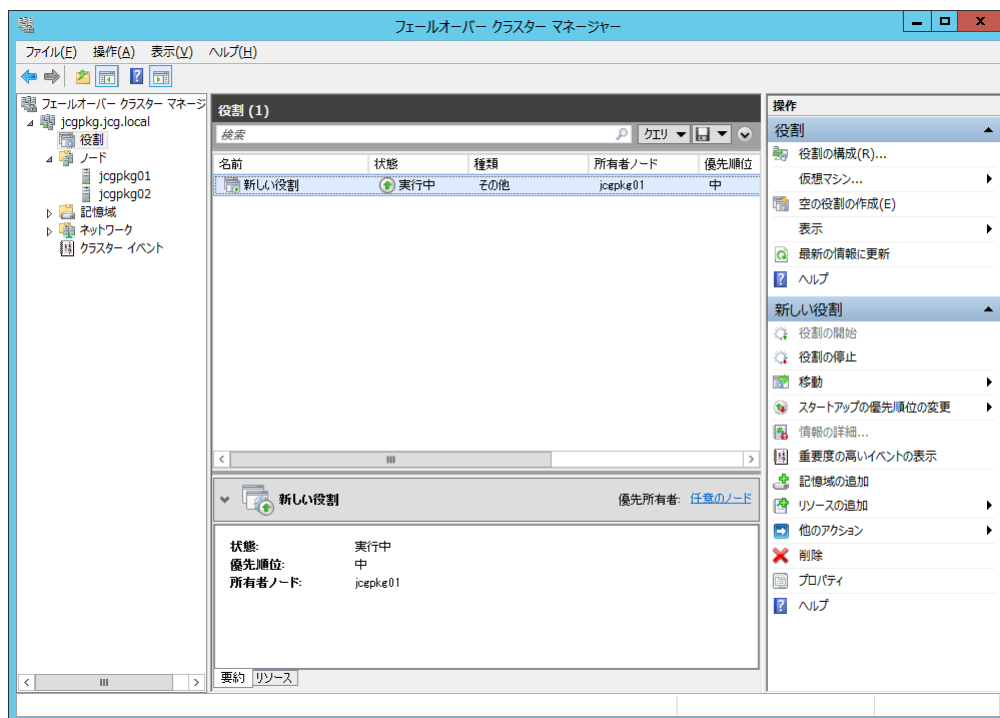 フェールオーバー クラスター マネージャー
ファイル(F) 操作(A) 表示(V) ヘルプ(H)
フェールオーバー クラスター マネージ
jcgpkg.jcg.local
役割
ノード
jcgpkg01
jcgpkg02
記憶域
ネットワーク
クラスター イベント
役割 (1)
検索 クエリ
名前 状態 種類 所有者ノード 優先順位
新しい役割 実行中 その他 jcgpkg01 中
新しい役割 優先所有者: 任意のノード
状態: 実行中
優先順位: 中
所有者ノード: jcgpkg01
要約 リソース
操作
役割
役割の構成(R)...
仮想マシン...
空の役割の作成(E)
表示
最新の情報に更新
ヘルプ
新しい役割
役割の開始
役割の停止
移動
スタートアップの優先順位の変更
情報の詳細...
重要度の高いイベントの表示
記憶域の追加
リソースの追加
他のアクション
削除
プロパティ
ヘルプ